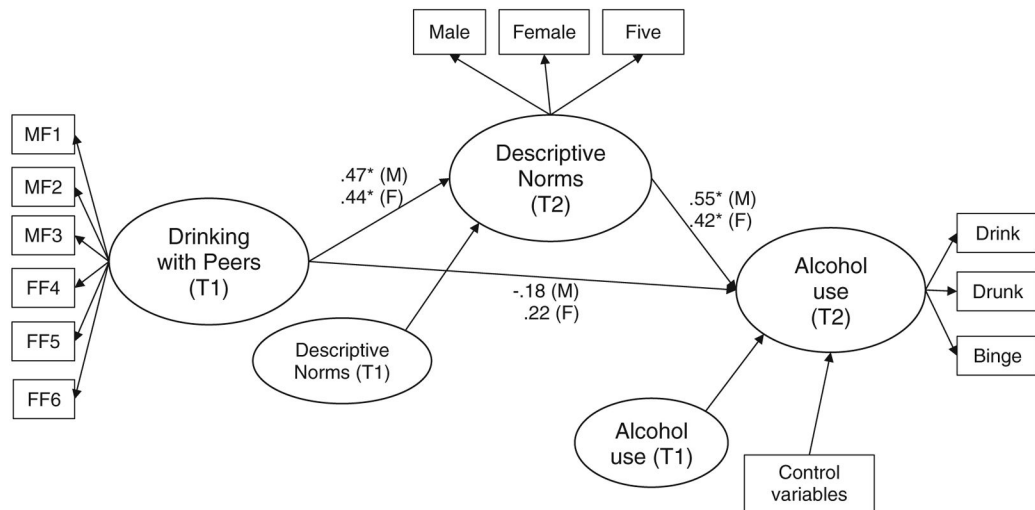 Male
Female
Five
MF1
MF2
MF3
FF4
FF5
FF6
Drinking
with Peers
(T1)
.47* (M)
.44* (F)
Descriptive
Norms
(T2)
.55* (M)
.42* (F)
-.18 (M)
.22 (F)
Descriptive
Norms (T1)
Alcohol
use
(T2)
Drink
Drunk
Binge
Alcohol
use (T1)
Control
variables